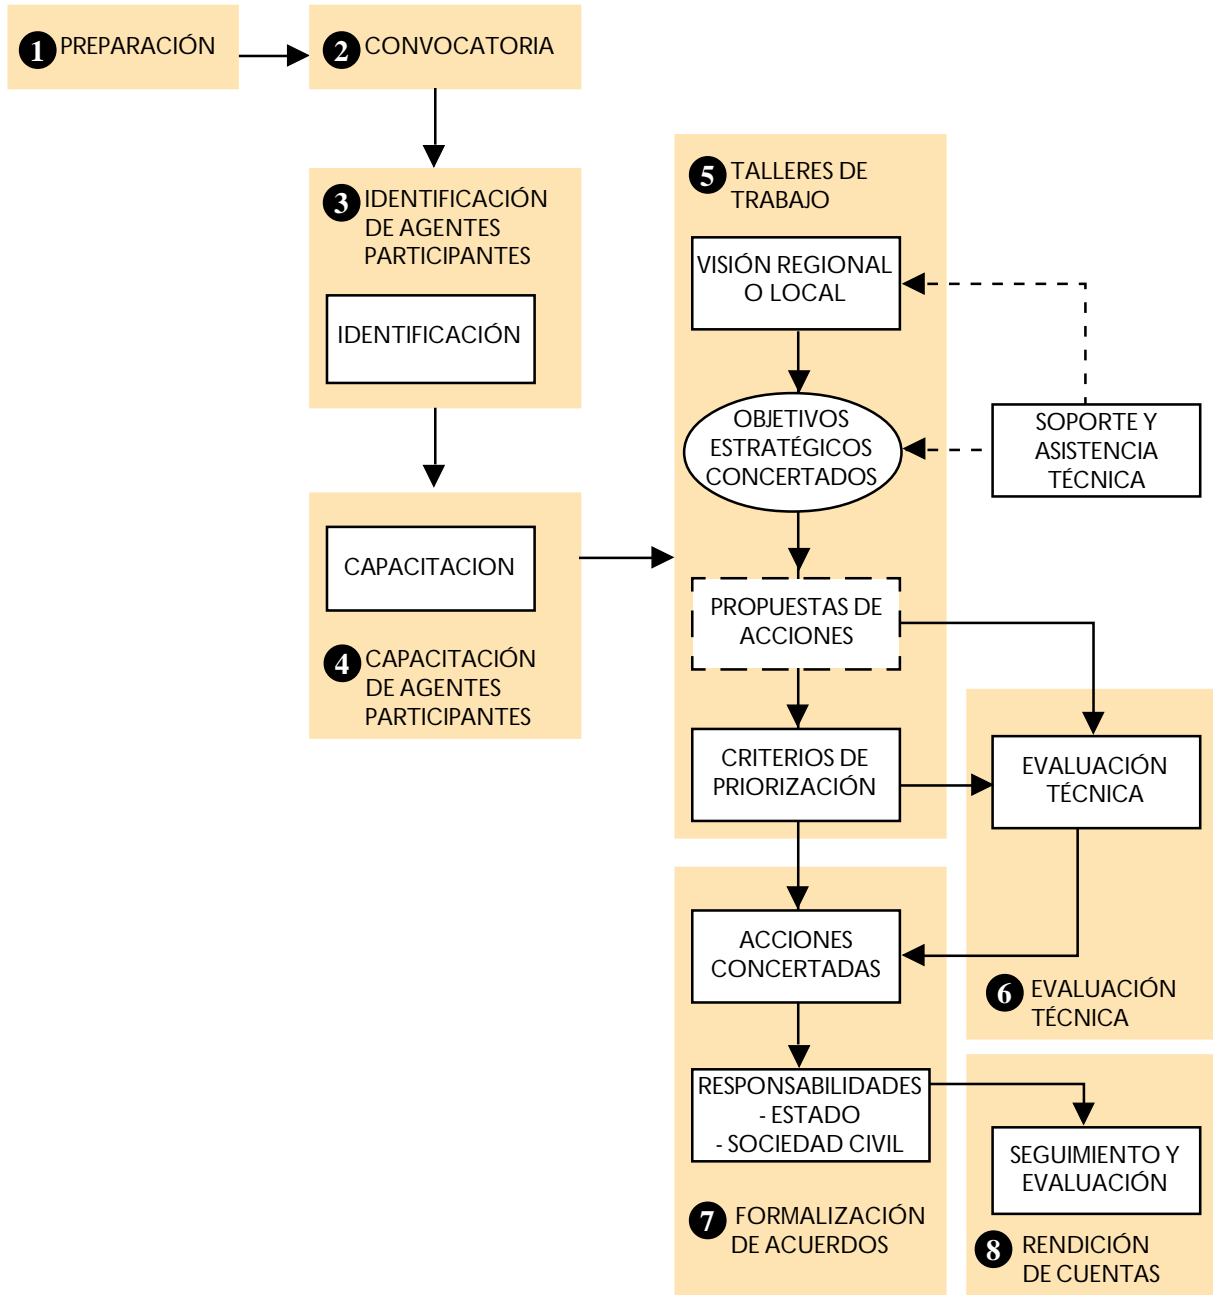 1 PREPARACIÓN
2 CONVOCATORIA
3 IDENTIFICACIÓN
DE AGENTES
PARTICIPANTES
IDENTIFICACIÓN
CAPACITACION
4 CAPACITACIÓN
DE AGENTES
PARTICIPANTES
5 TALLERES DE
TRABAJO
VISIÓN REGIONAL
O LOCAL
OBJETIVOS
ESTRATÉGICOS
CONCERTADOS
SOPORTE Y
ASISTENCIA
TÉCNICA
PROPUESTAS DE
ACCIONES
CRITERIOS DE
PRIORIZACIÓN
EVALUACIÓN
TÉCNICA
6 EVALUACIÓN
TÉCNICA
ACCIONES
CONCERTADAS
RESPONSABILIDADES
- ESTADO
- SOCIEDAD CIVIL
7 FORMALIZACIÓN
DE ACUERDOS
SEGUIMIENTO Y
EVALUACIÓN
8 RENDICIÓN
DE CUENTAS